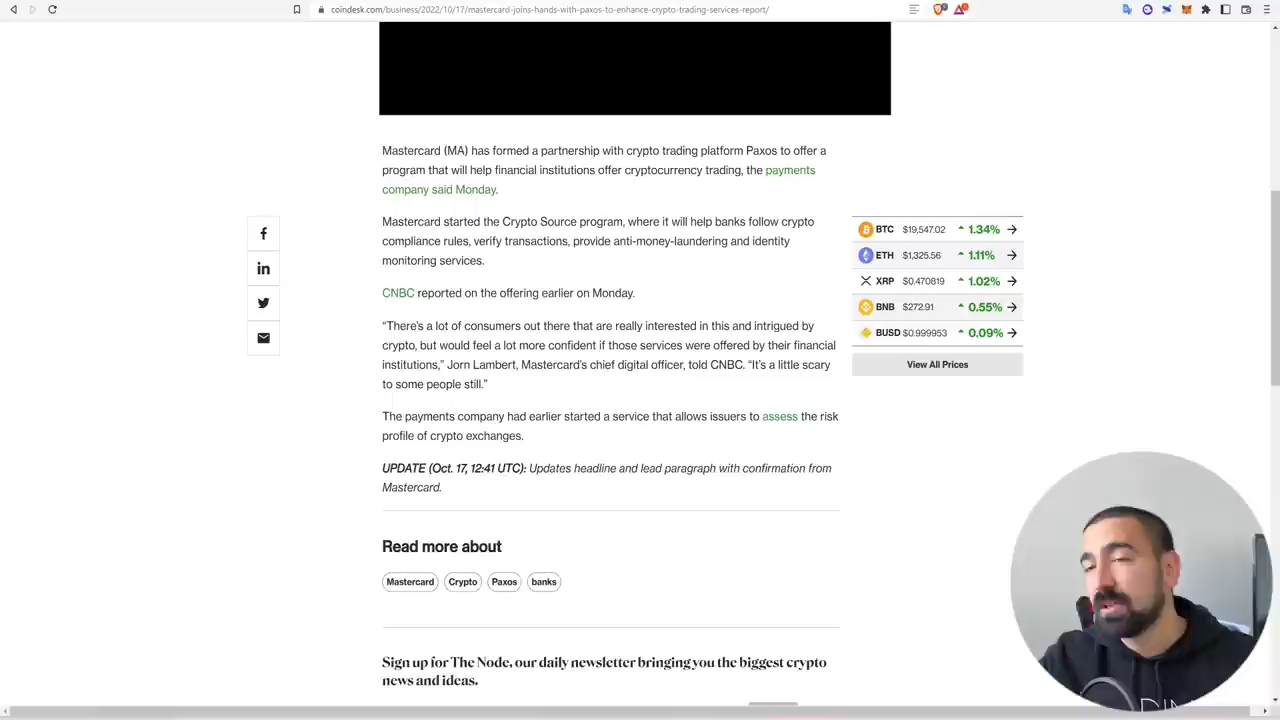 coindesk.com/business/2022/10/17/mastercard-joins-hands-with-paxos-to-enhance-crypto-trading-services-report/
Mastercard (MA) has formed a partnership with crypto trading platform Paxos to offer a
program that will help financial institutions offer cryptocurrency trading, the payments
company said Monday.
Mastercard started the Crypto Source program, where it will help banks follow crypto
compliance rules, verify transactions, provide anti-money-laundering and identity
monitoring services.
CNBC reported on the offering earlier on Monday.
“There’s a lot of consumers out there that are really interested in this and intrigued by
crypto, but would feel a lot more confident if those services were offered by their financial
institutions,” Jorn Lambert, Mastercard’s chief digital officer, told CNBC. “It’s a little scary
to some people still.”
The payments company had earlier started a service that allows issuers to assess the risk
profile of crypto exchanges.
UPDATE (Oct. 17, 12:41 UTC): Updates headline and lead paragraph with confirmation from
Mastercard.
BTC $19,547.02 1.34%
ETH $1,325.56 1.11%
XRP $0.470819 1.02%
BNB $272.91 0.55%
BUSD $0.999953 0.09%
View All Prices
Read more about
Mastercard Crypto Paxos banks
Sign up for The Node, our daily newsletter bringing you the biggest crypto
news and ideas.